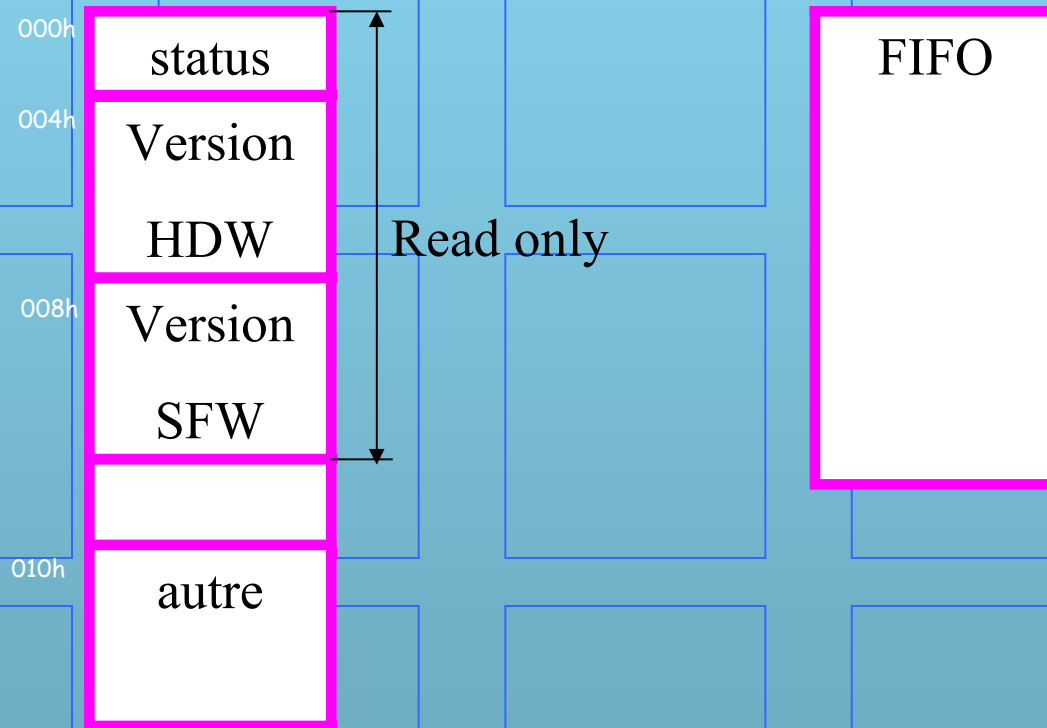 000h
status
FIFO
004h
Version
HDW
Read only
008h
Version
SFW
010h
autre